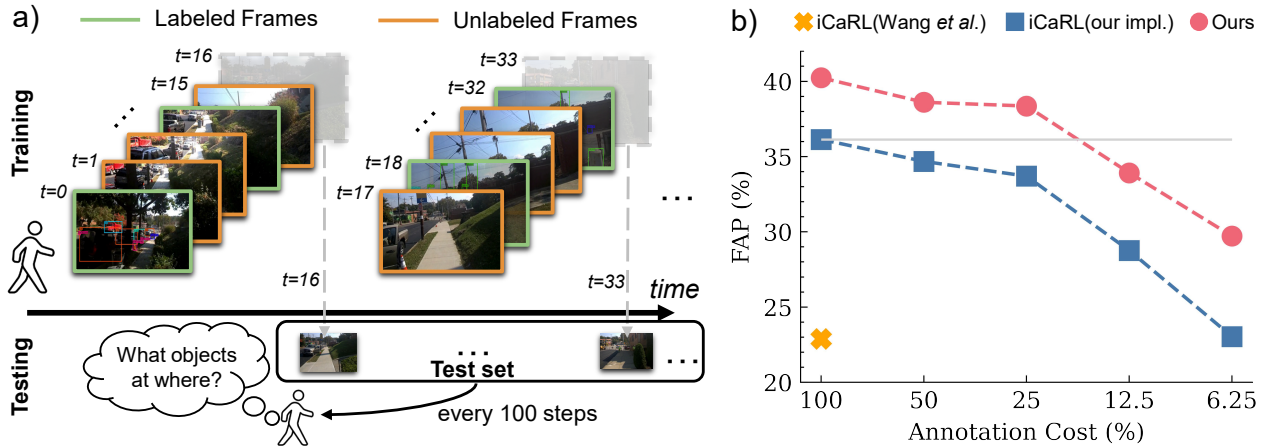 a)
Labeled Frames
Unlabeled Frames
t=16
t=15
t=1
t=0
t=33
t=32
t=18
t=17
Training
t=16
t=33
time
Testing
What objects
at where?
Test set
every 100 steps
b)
iCaRL(Wang et al.)
iCaRL(our impl.)
Ours
FAP (%)
40
35
30
25
20
100
50
25
12.5
6.25
Annotation Cost (%)